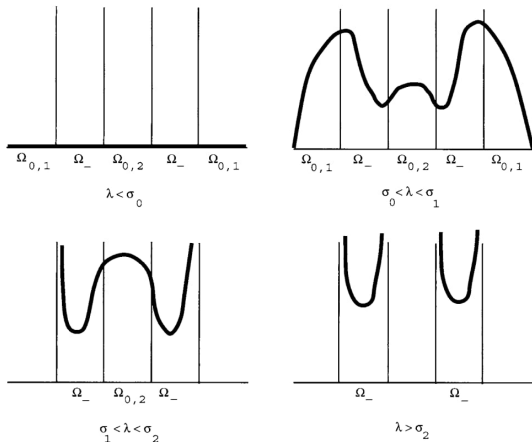 Ω0,1 Ω− Ω0,2 Ω− Ω0,1
λ<σ0
Ω0,1 Ω− Ω0,2 Ω− Ω0,1
σ0<λ<σ1
Ω− Ω0,2 Ω−
σ1<λ<σ2
Ω− Ω−
λ>σ2